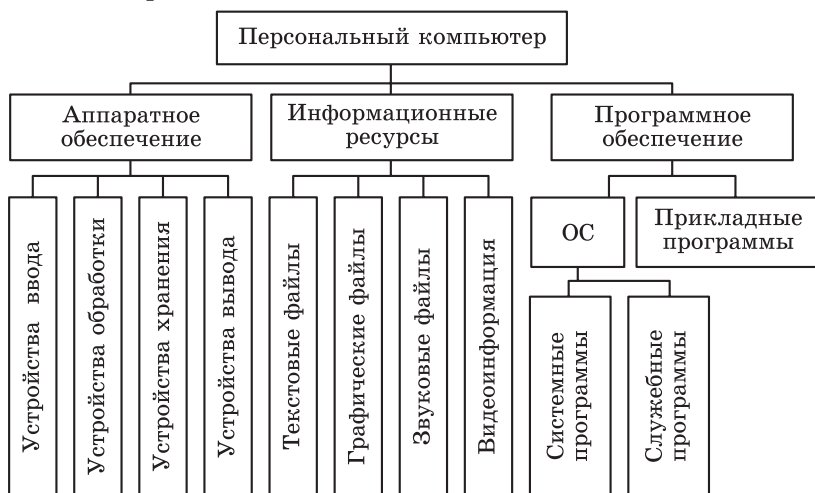 Персональный компьютер
Аппаратное
обеспечение
Информационные
ресурсы
Программное
обеспечение
Устройства ввода
Устройства обработки
Устройства хранения
Устройства вывода
Текстовые файлы
Графические файлы
Звуковые файлы
Видеоинформация
ОС
Прикладные
программы
Системные
программы
Служебные
программы